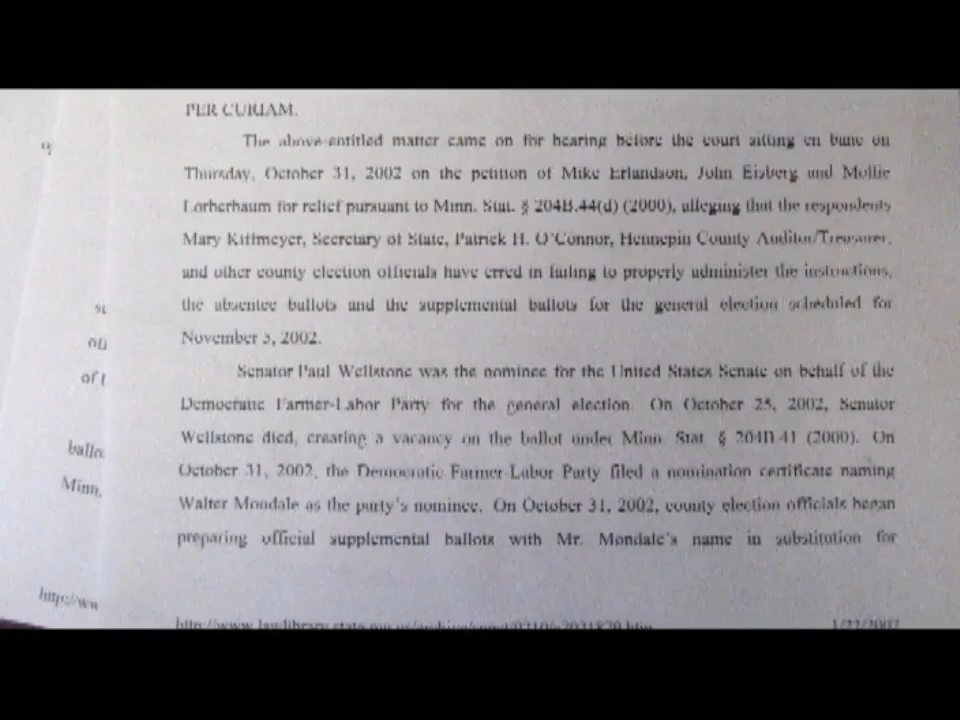 PER CURIAM.
The above-entitled matter came on for hearing before the court sitting en banc on
Thursday, October 31, 2002 on the petition of Mike Erlandson, John Eisberg and Mollie
for relief pursuant to Minn. Stat. § 204B.44(d) (2000), alleging that the respondents
Mary Kiffmeyer, Secretary of State, Patrick H. O'Connor, Hennepin County Auditor/Treasurer,
and other county election officials have erred in failing to properly administer the instructions,
the absentee ballots and the supplemental ballots for the general election scheduled for
November 5, 2002.
Senator Paul Wellstone was the nominee for the United States Senate on behalf of the
Democratic Farmer-Labor Party for the general election. On October 25, 2002, Senator
Wellstone died, creating a vacancy on the ballot under Minn. Stat. § 204B.41 (2000). On
October 31, 2002, the Democratic Farmer-Labor Party filed a nomination certificate naming
Walter Mondale as the party's nominee. On October 31, 2002, county election officials began
preparing official supplemental ballots with Mr. Mondale's name in substitution for
of t
ballo
Minn.
http://ww